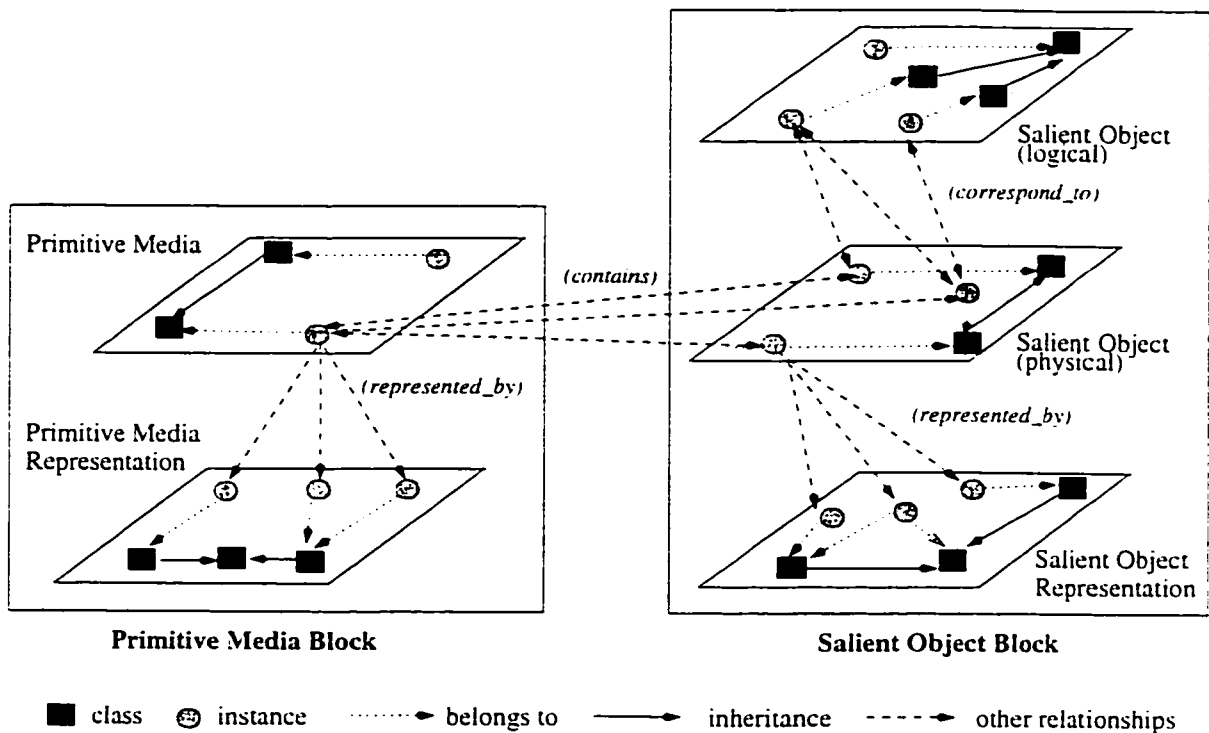 Salient Object
(logical)
(correspond_to)
Primitive Media
(contains)
Salient Object
(physical)
(represented_by)
(represented_by)
Primitive Media
Representation
Salient Object
Representation
Primitive Media Block
Salient Object Block
class
instance
belongs to
inheritance
other relationships